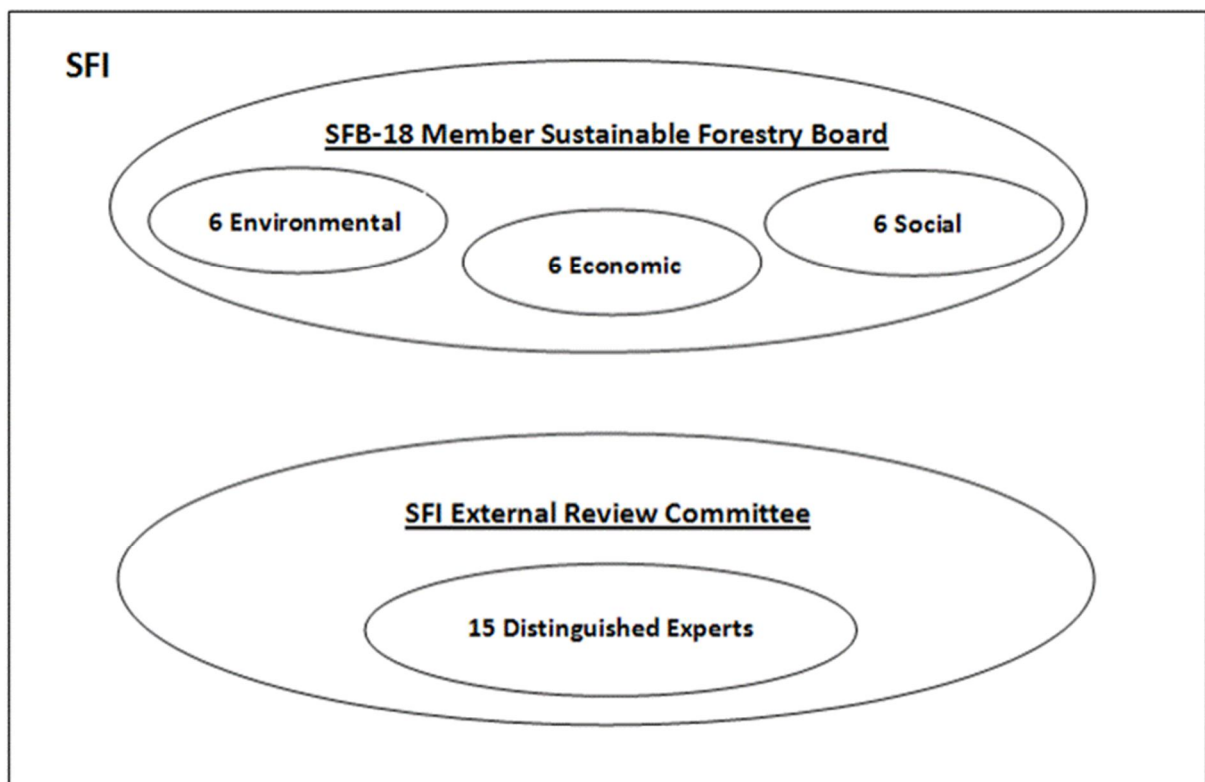 SFI
SFB-18 Member Sustainable Forestry Board
6 Environmental
6 Economic
6 Social
SFI External Review Committee
15 Distinguished Experts